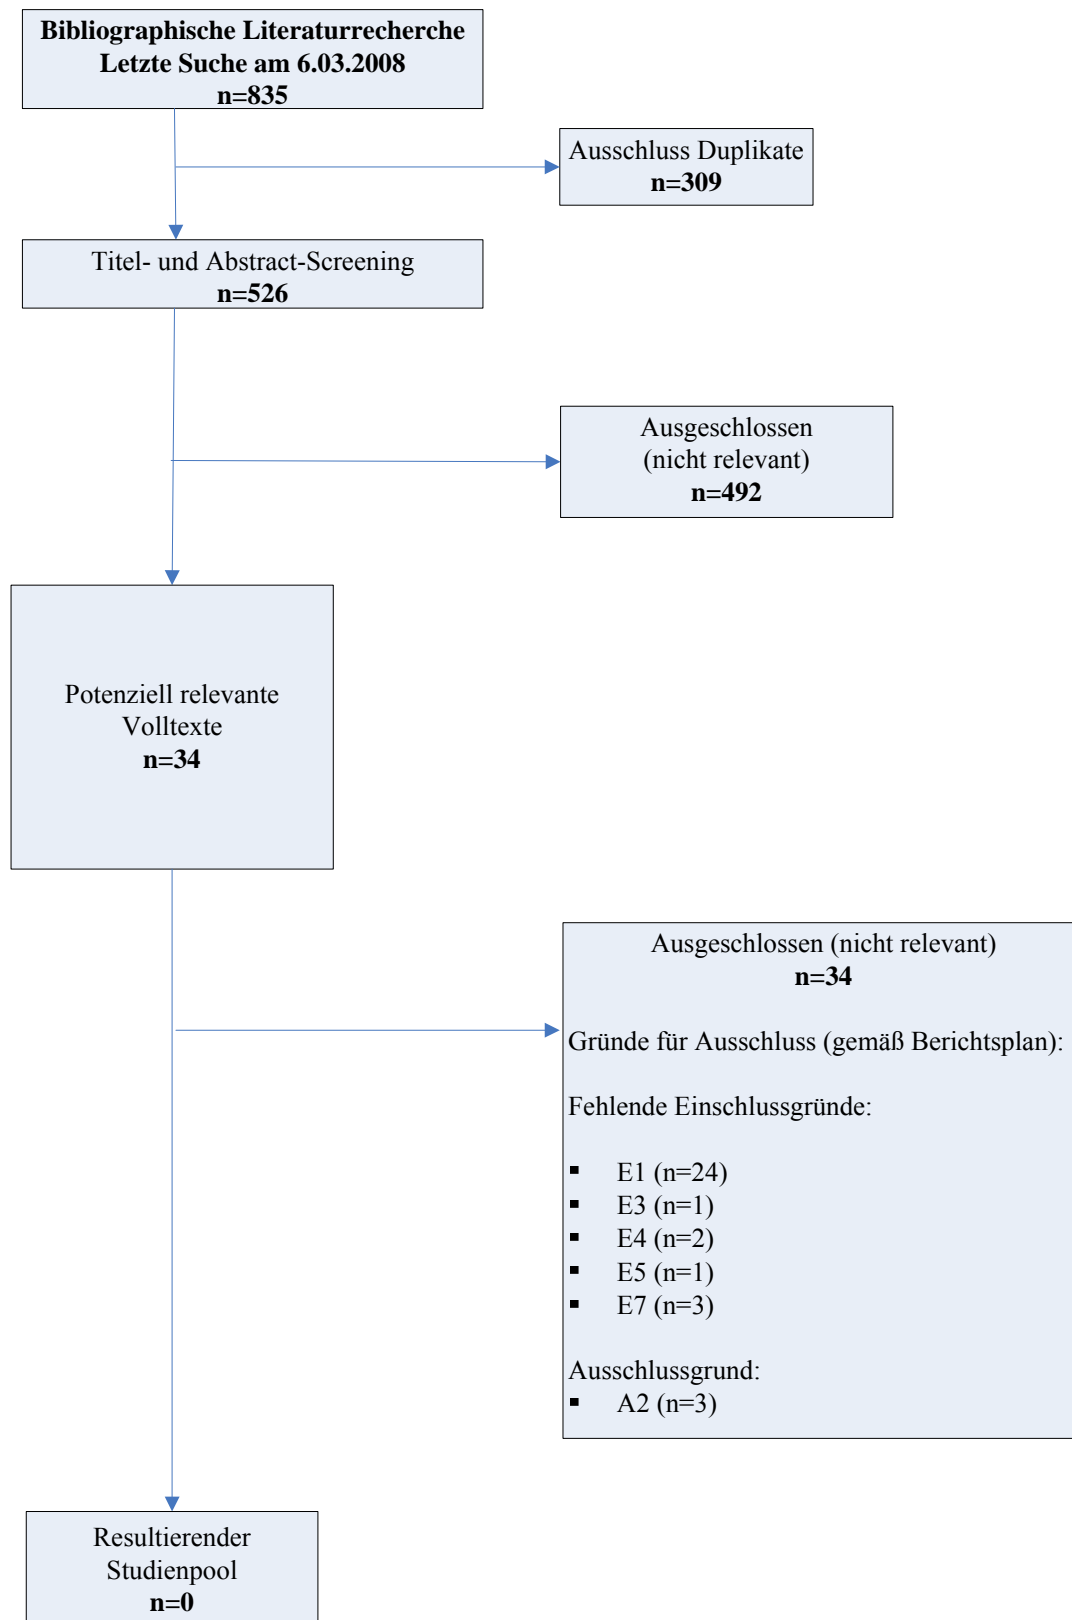 Bibliographische Literaturrecherche
Letzte Suche am 6.03.2008
n=835
Ausschluss Duplikate
n=309
Titel- und Abstract-Screening
n=526
Ausgeschlossen
(nicht relevant)
n=492
Potenziell relevante
Volltexte
n=34
Ausgeschlossen (nicht relevant)
n=34
Gründe für Ausschluss (gemäß Berichtsplan):
Fehlende Einschlussgründe:
▪ E1 (n=24)
▪ E3 (n=1)
▪ E4 (n=2)
▪ E5 (n=1)
▪ E7 (n=3)
Ausschlussgrund:
▪ A2 (n=3)
Resultierender
Studienpool
n=0